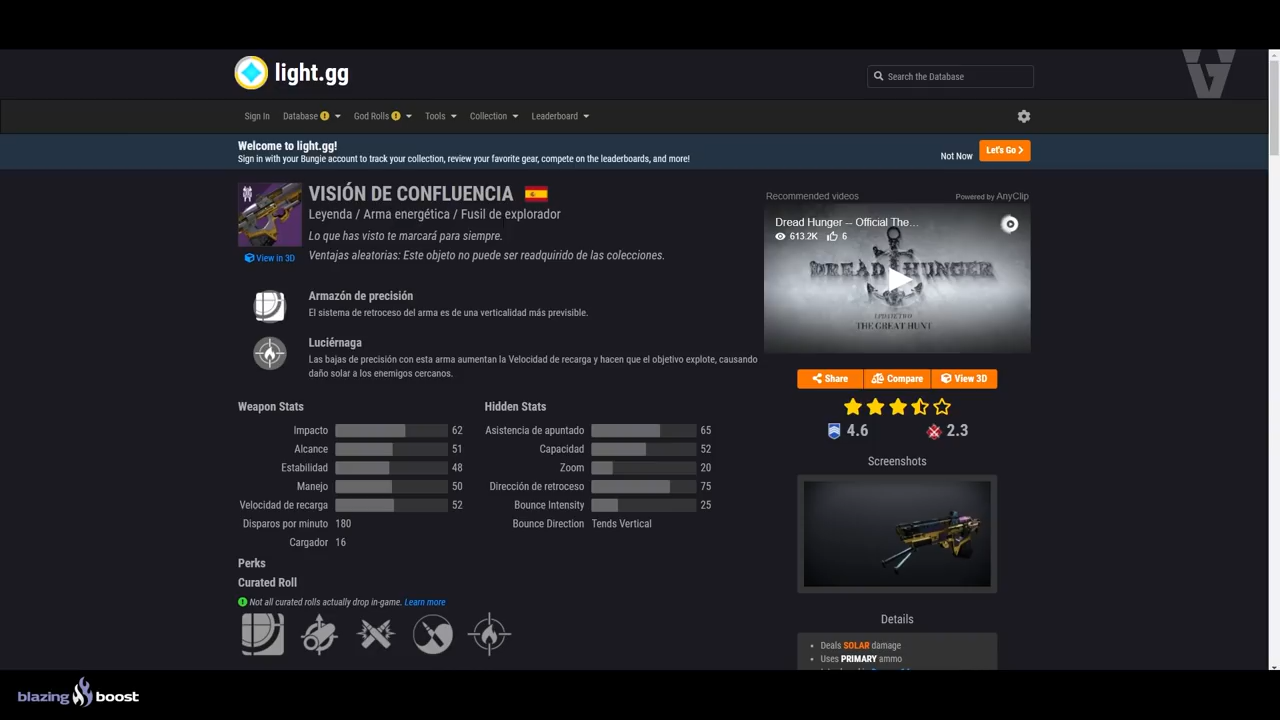 light.gg
Search the Database
Sign In
Database
God Rolls
Tools
Collection
Leaderboard
Welcome to light.gg!
Sign in with your Bungie account to track your collection, review your favorite gear, compete on the leaderboards, and more!
Not Now
Let's Go
VISIÓN DE CONFLUENCIA
Leyenda / Arma energética / Fusil de explorador
Lo que has visto te marcará para siempre.
Ventajas aleatorias: Este objeto no puede ser readquirido de las colecciones.
View in 3D
Armazón de precisión
El sistema de retroceso del arma es de una verticalidad más previsible.
Luciérnaga
Las bajas de precisión con esta arma aumentan la Velocidad de recarga y hacen que el objetivo explote, causando
daño solar a los enemigos cercanos.
Weapon Stats
Impacto 62
Alcance 51
Estabilidad 48
Manejo 50
Velocidad de recarga 52
Disparos por minuto 180
Cargador 16
Hidden Stats
Asistencia de apuntado 65
Capacidad 52
Zoom 20
Dirección de retroceso 75
Bounce Intensity 25
Bounce Direction Tends Vertical
Perks
Curated Roll
Not all curated rolls actually drop in-game. Learn more
Recommended videos
Powered by AnyClip
Dread Hunger -- Official The...
613.2K 6
DREAD HUNGER
THE GREAT HUNT
Share
Compare
View 3D
4.6
2.3
Screenshots
Details
Deals SOLAR damage
Uses PRIMARY ammo
blazing boost